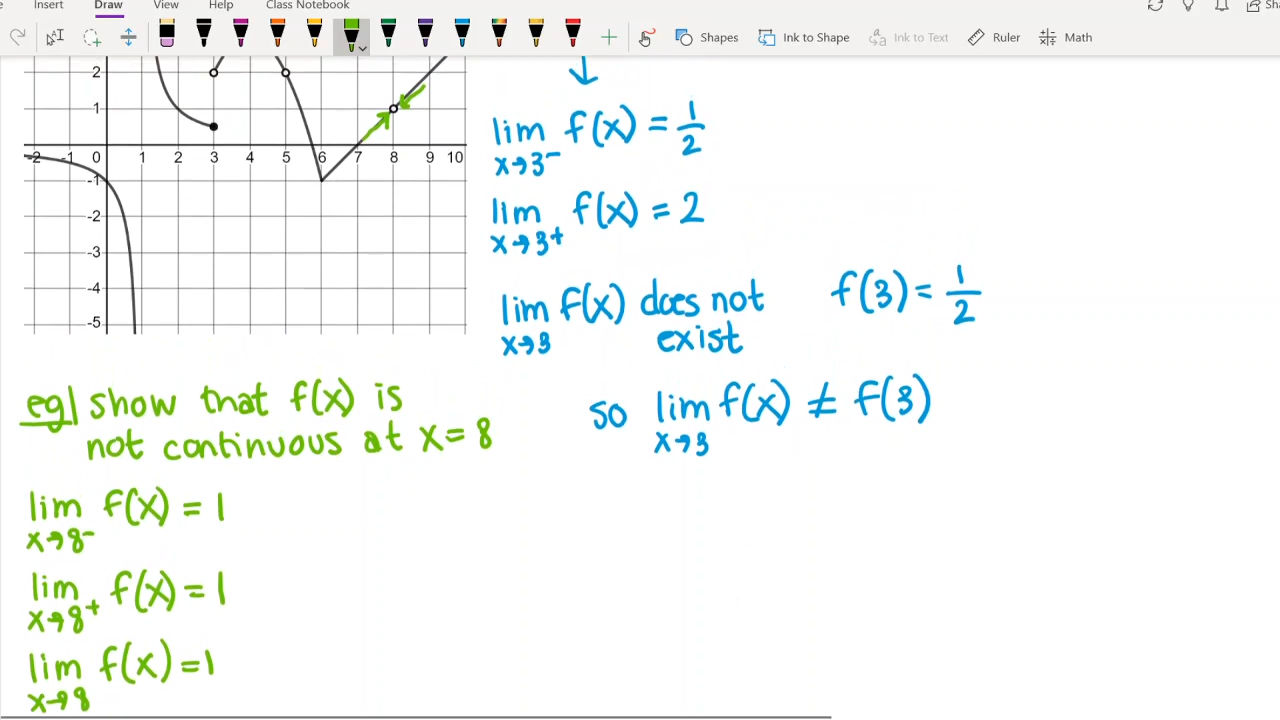 Insert Draw View Help Class Notebook
Shapes Ink to Shape Ink to Text Ruler Math
2
1
-2 -1 0 1 2 3 4 5 6 7 8 9 10
-1
-2
-3
-4
-5
lim f(x) = 1/2
x→3⁻
lim f(x) = 2
x→3⁺
lim f(x) does not
x→3 exist
f(3) = 1/2
so lim f(x) ≠ f(3)
x→3
eg| show that f(x) is
not continuous at x = 8
lim f(x) = 1
x→8⁻
lim f(x) = 1
x→8⁺
lim f(x) = 1
x→8